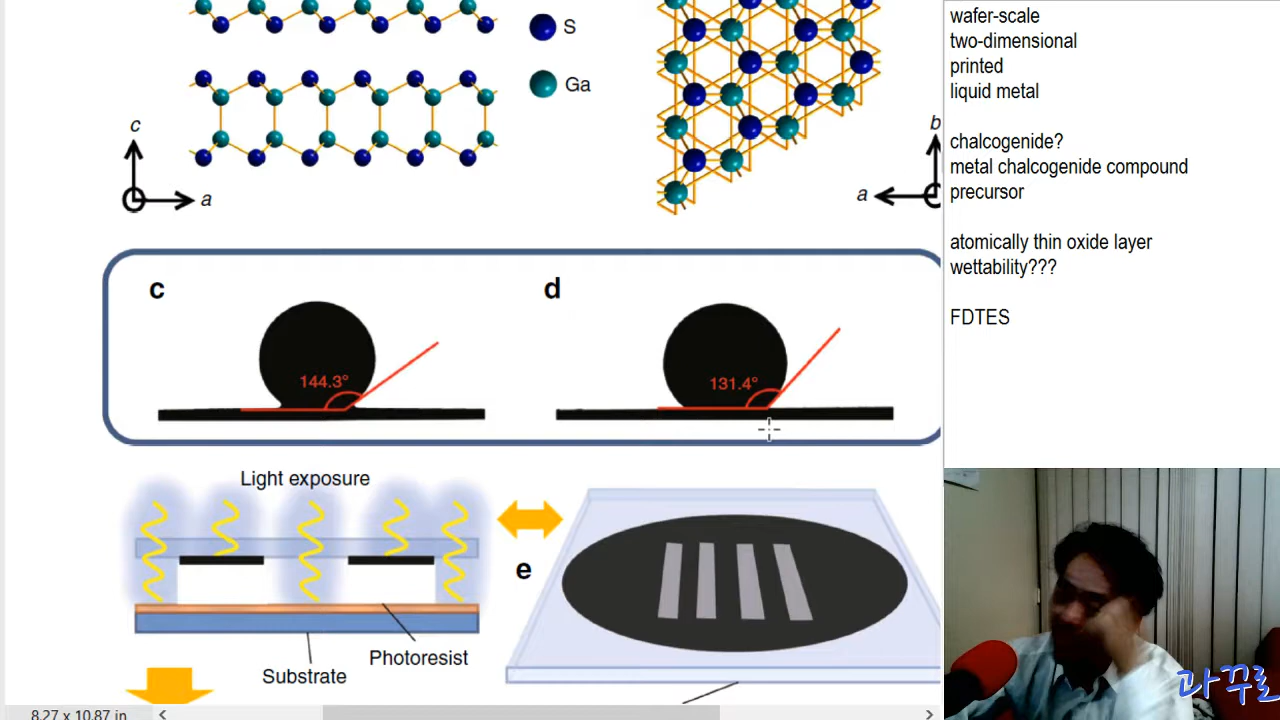 S
Ga
c
a
b
a
c
d
144.3°
131.4°
Light exposure
e
Photoresist
Substrate
8.27 x 10.87 in
wafer-scale
two-dimensional
printed
liquid metal
chalcogenide?
metal chalcogenide compound
precursor
atomically thin oxide layer
wettability???
FDTES
과꾸로